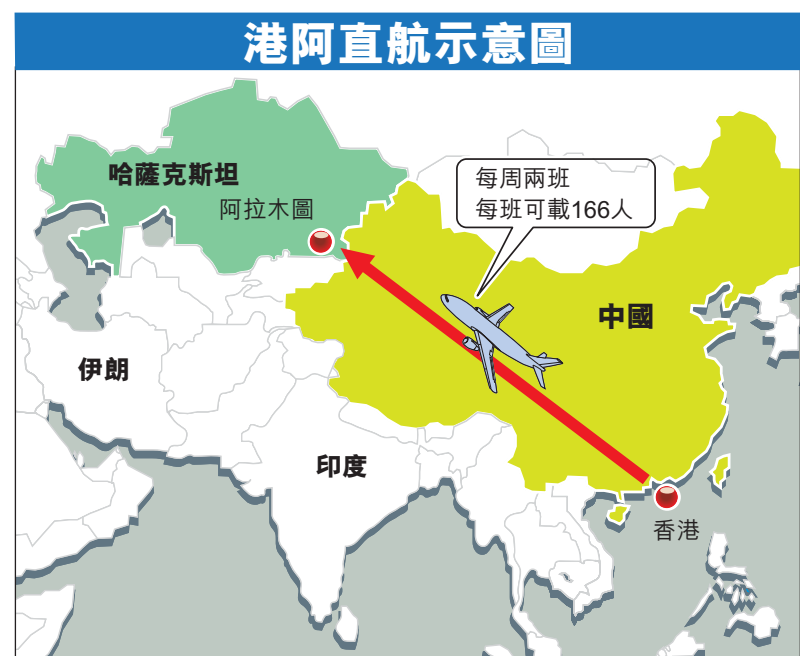 港阿直航示意圖
哈薩克斯坦
阿拉木圖
每周兩班
每班可載166人
中國
伊朗
印度
香港